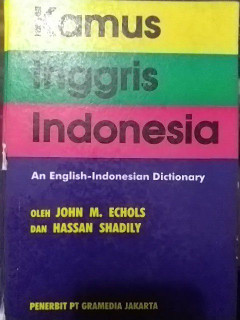 Kamus
Inggris
Indonesia
An English-Indonesian Dictionary
OLEH JOHN M. ECHOLS
DAN HASSAN SHADILY
PENERBIT PT GRAMEDIA JAKARTA